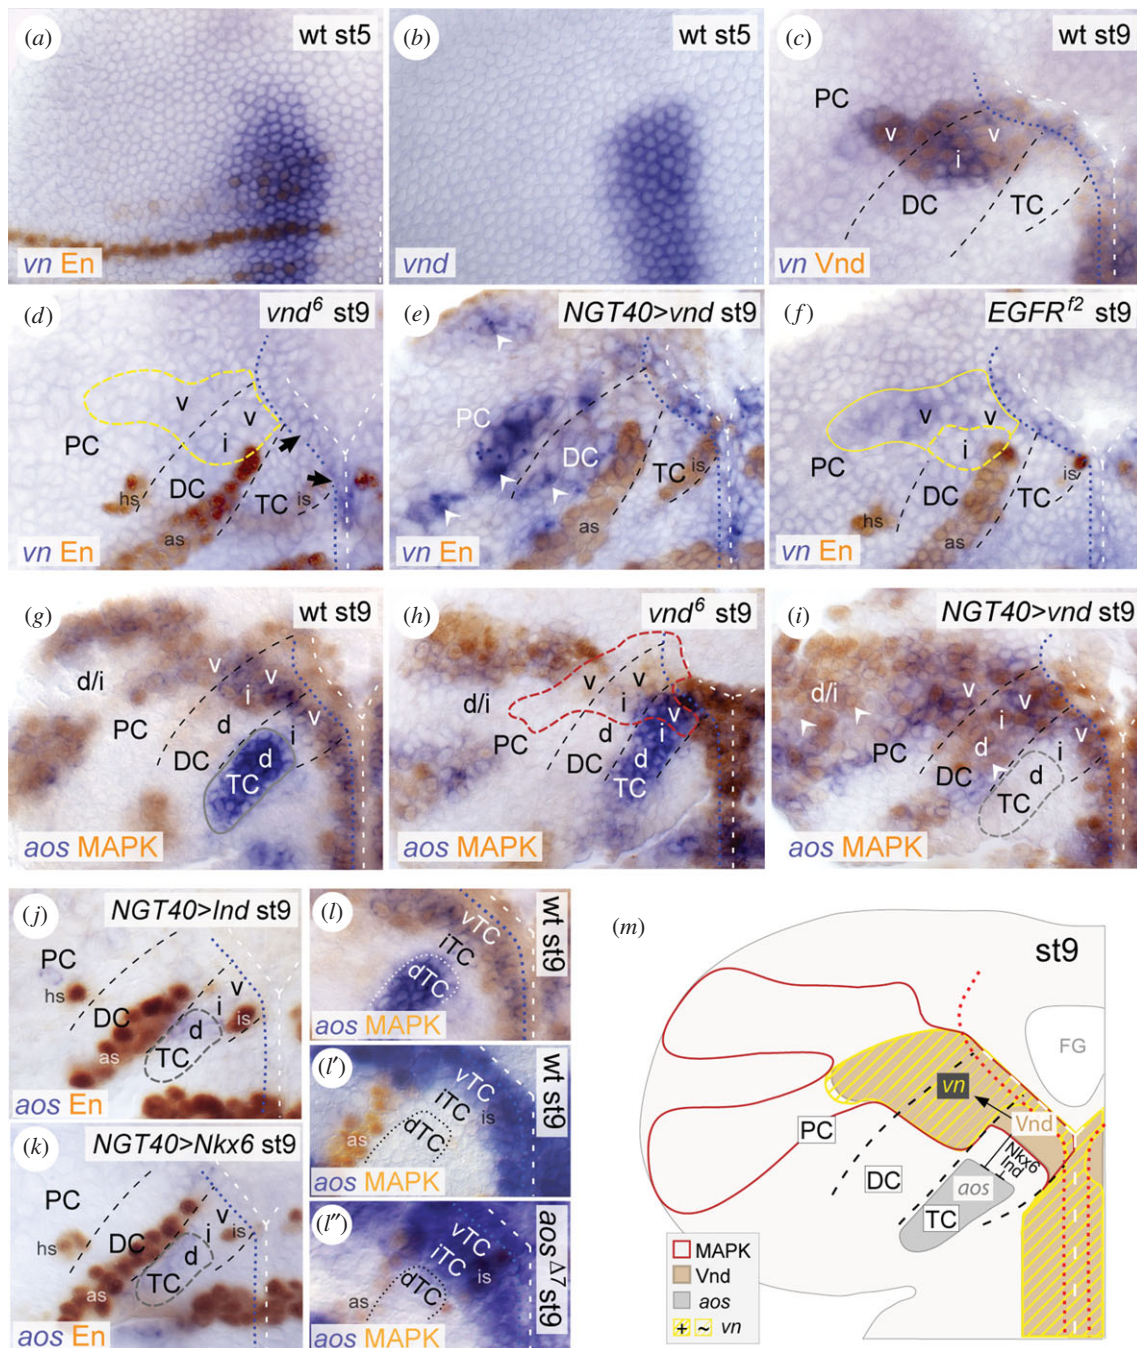 (a) wt st5
vn En
(b) wt st5
vnd
(c) wt st9
PC
v v
i
DC
TC
vn Vnd
(d) vnd⁶ st9
v
v
i
PC
hs
DC
TC
is
as
vn En
(e) NGT40>vnd st9
PC
DC
TC
is
as
vn En
(f) EGFRᶠ² st9
v v
i
PC
DC
TC
is
hs
as
vn En
(g) wt st9
d/i
v
v
i
v
PC
d
i
DC
d
TC
aos MAPK
(h) vnd⁶ st9
v
d/i
i
v
d
PC
i
d
DC
TC
aos MAPK
(i) NGT40>vnd st9
d/i
v
v
i
v
PC
d
i
DC
d
TC
aos MAPK
(j) NGT40>Ind st9
PC
hs
v
i
DC
is
d
as
TC
aos En
(k) NGT40>Nkx6 st9
PC
v
hs
DC
i
is
d
as
TC
aos En
(l) wt st9
vTC
iTC
dTC
aos MAPK
(l′) wt st9
vTC
iTC
is
as
dTC
aos MAPK
(l″) aosᐃ⁷ st9
vTC
iTC
is
dTC
as
aos MAPK
(m) st9
FG
vn
Vnd
PC
Nkx6
Ind
DC
aos
TC
MAPK
Vnd
aos
+ ~ vn